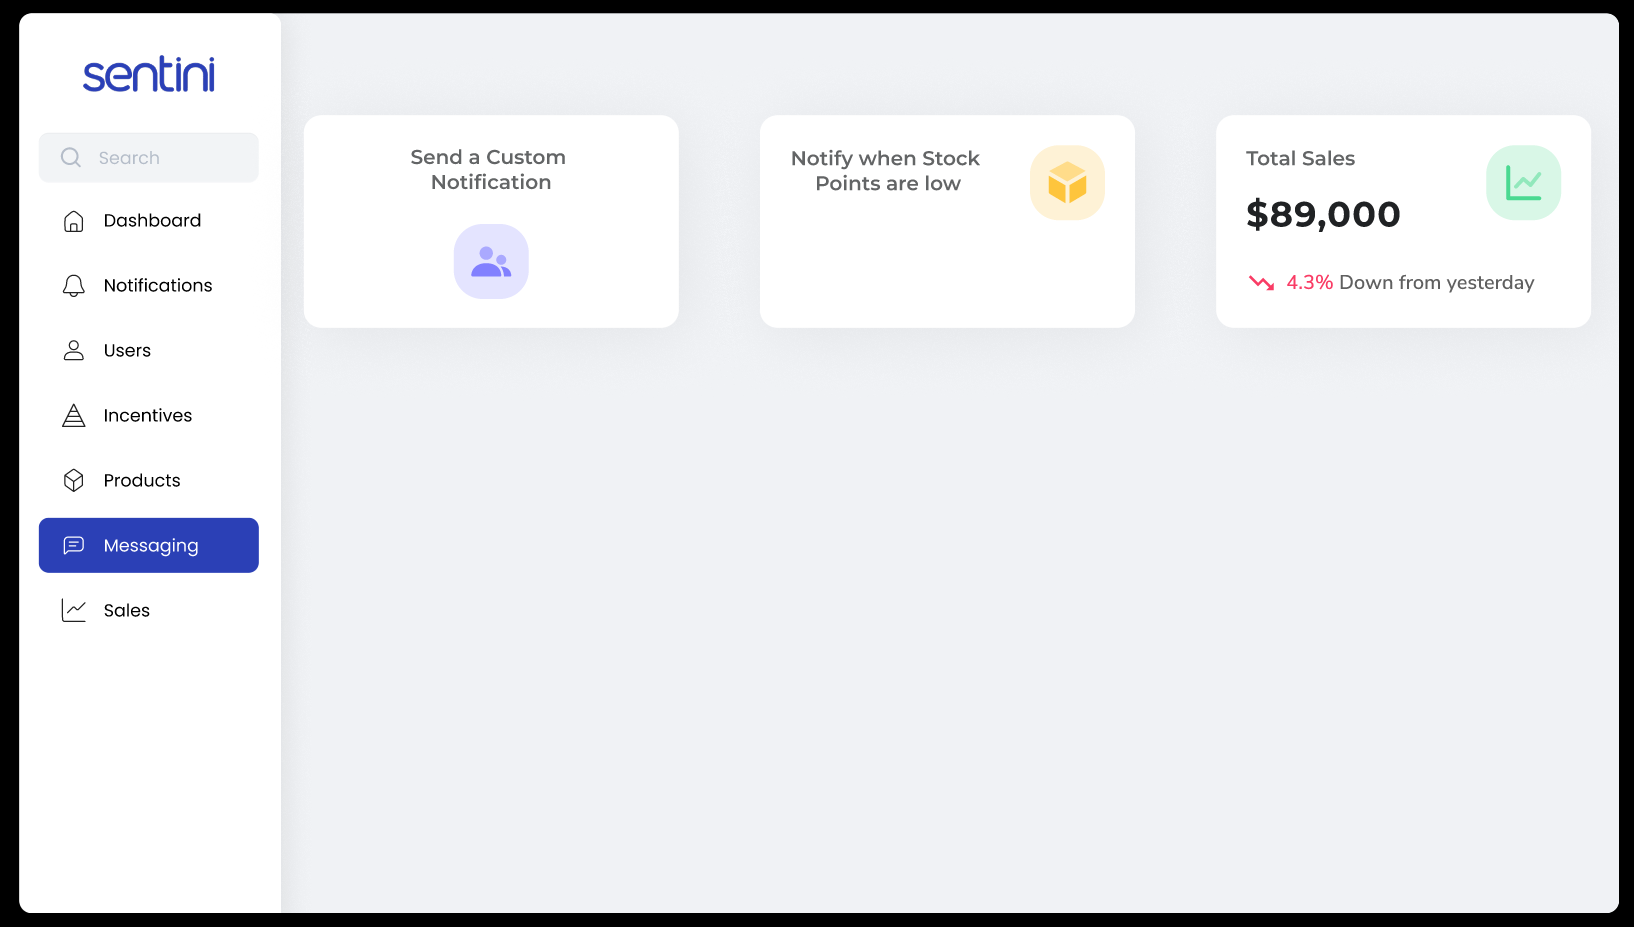 sentini
Search
Dashboard
Notifications
Users
Incentives
Products
Messaging
Sales
Send a Custom
Notification
Notify when Stock
Points are low
Total Sales
$89,000
4.3% Down from yesterday